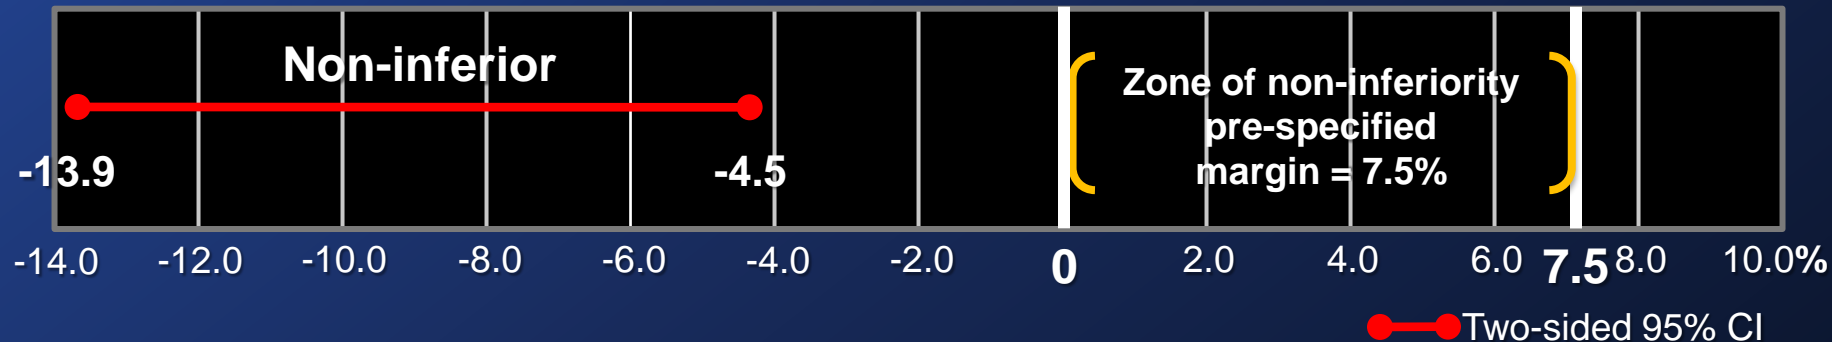 Non-inferior
-13.9
-4.5
Zone of non-inferiority
pre-specified
margin = 7.5%
-14.0 -12.0 -10.0 -8.0 -6.0 -4.0 -2.0 0 2.0 4.0 6.0 7.5 8.0 10.0%
Two-sided 95% CI